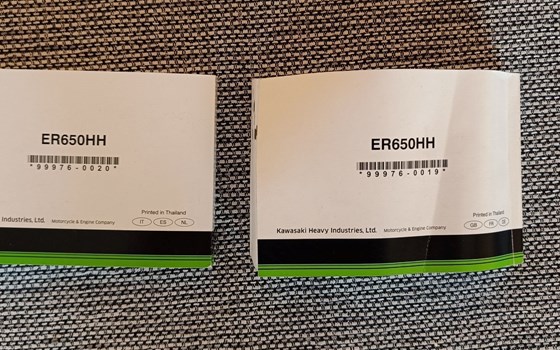 ER650HH
*99976-0020*
Printed in Thailand
IT ES NL
Industries, Ltd. Motorcycle & Engine Company
ER650HH
*99976-0019*
Printed in Thailand
GB FR DE
Kawasaki Heavy Industries, Ltd. Motorcycle & Engine Company